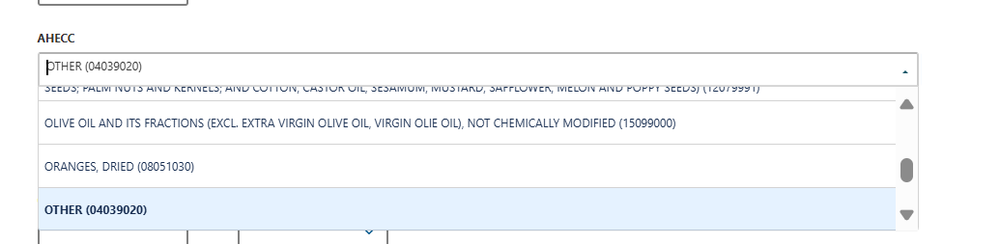 AHECC
OTHER (04039020)
SEEDS; PALM NUTS AND KERNELS; AND COTTON, CASTOR OIL, SESAMUM, MUSTARD, SAFFLOWER, MELON AND POPPY SEEDS) (12079991)
OLIVE OIL AND ITS FRACTIONS (EXCL. EXTRA VIRGIN OLIVE OIL, VIRGIN OLIE OIL), NOT CHEMICALLY MODIFIED (15099000)
ORANGES, DRIED (08051030)
OTHER (04039020)